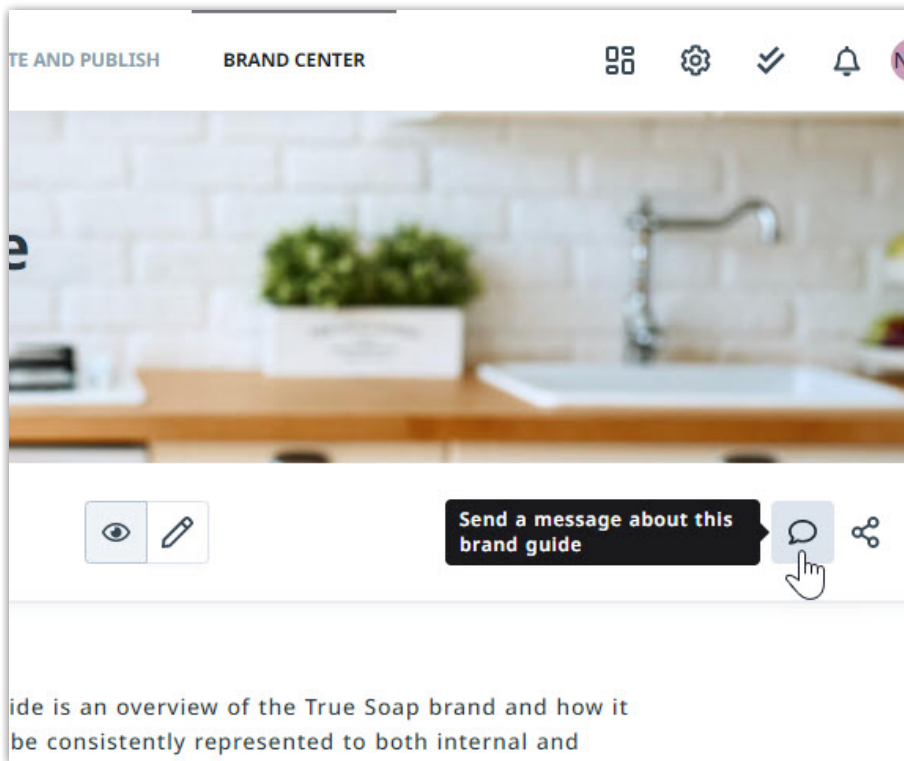 TE AND PUBLISH
BRAND CENTER
N
e
Send a message about this
brand guide
ide is an overview of the True Soap brand and how it
be consistently represented to both internal and